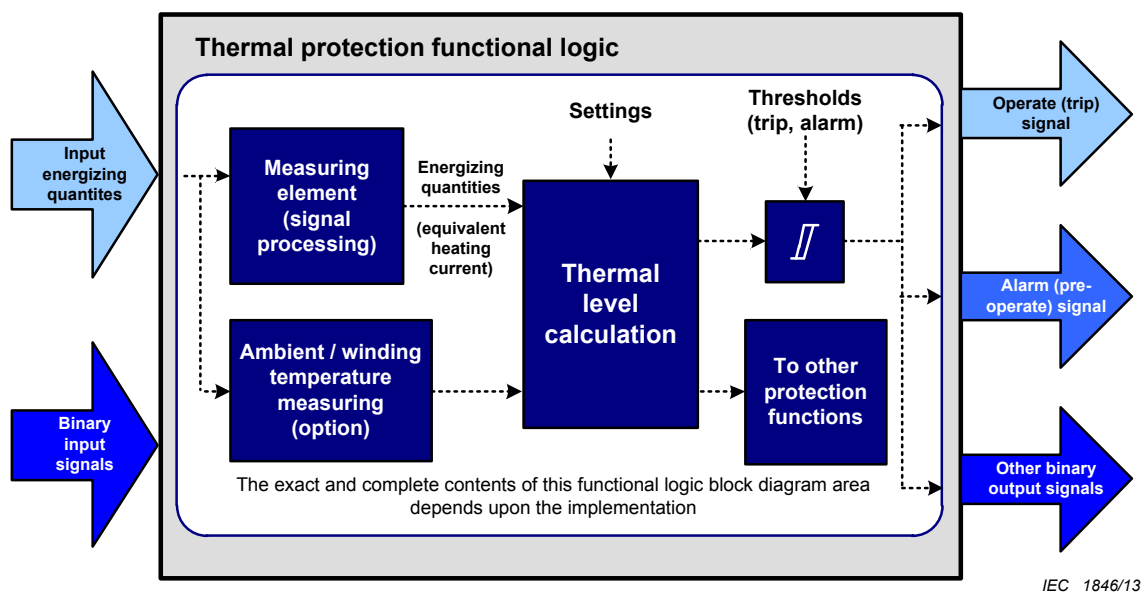 Thermal protection functional logic
Input
energizing
quantites
Binary
input
signals
Settings
Thresholds
(trip, alarm)
Measuring
element
(signal
processing)
Energizing
quantities
(equivalent
heating
current)
Thermal
level
calculation
Ambient / winding
temperature
measuring
(option)
To other
protection
functions
The exact and complete contents of this functional logic block diagram area
depends upon the implementation
Operate (trip)
signal
Alarm (pre-
operate) signal
Other binary
output signals
IEC 1846/13